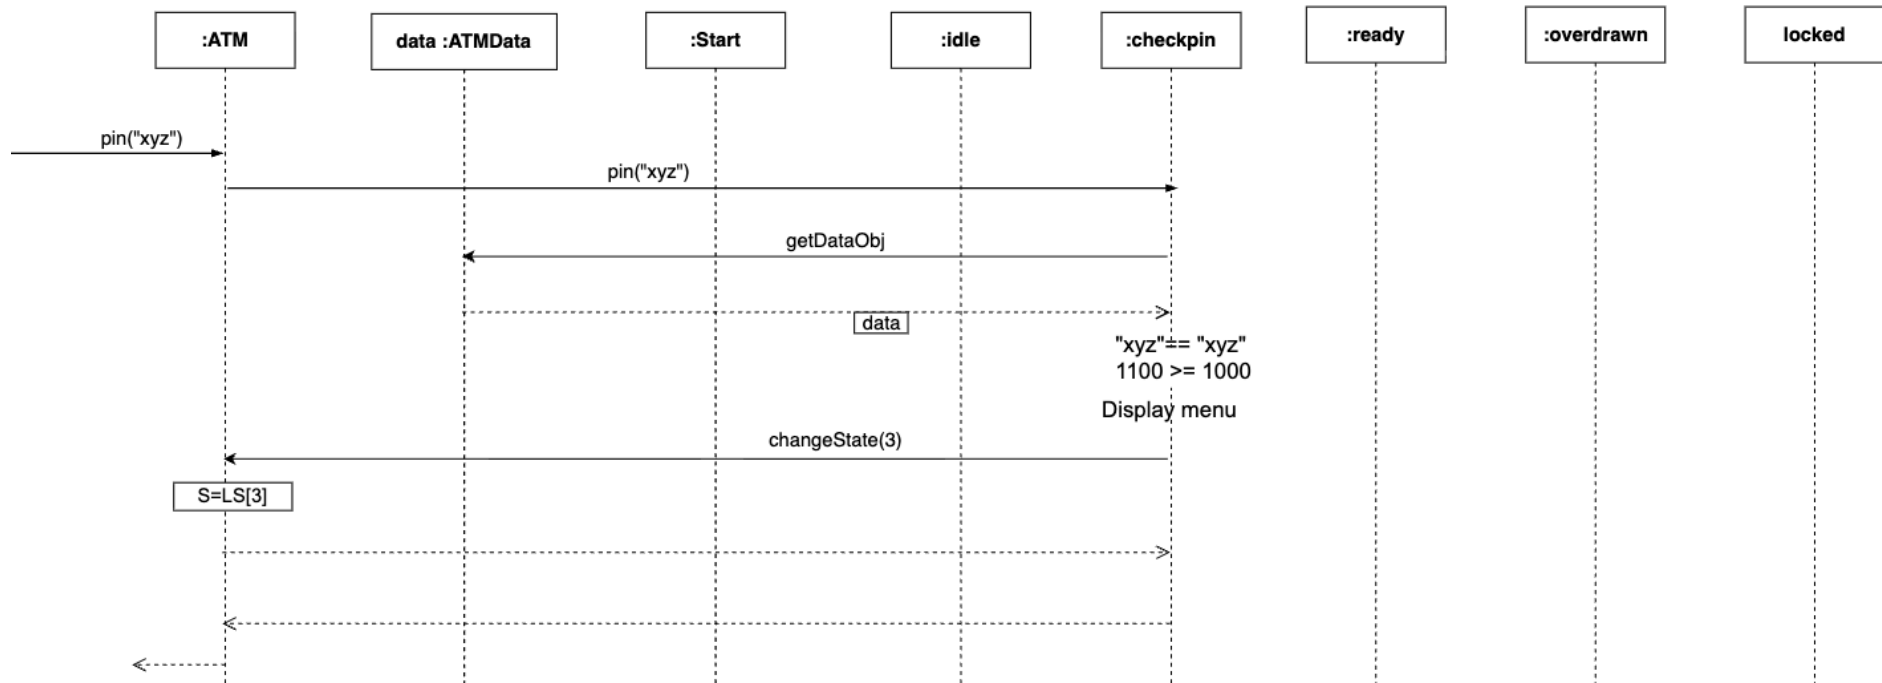 :ATM
data :ATMData
:Start
:idle
:checkpin
:ready
:overdrawn
locked
pin("xyz")
pin("xyz")
getDataObj
data
"xyz"== "xyz"
1100 >= 1000
Display menu
changeState(3)
S=LS[3]